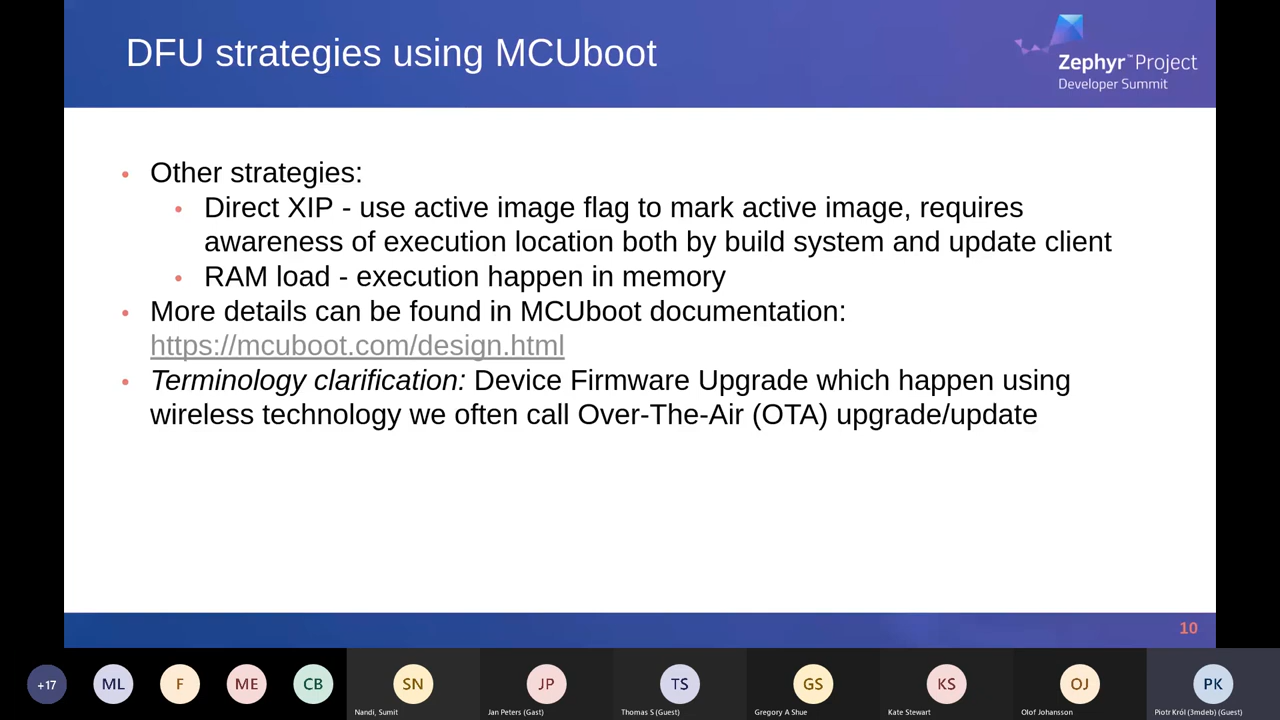 DFU strategies using MCUboot
Zephyr™Project
Developer Summit
• Other strategies:
• Direct XIP - use active image flag to mark active image, requires
awareness of execution location both by build system and update client
• RAM load - execution happen in memory
• More details can be found in MCUboot documentation:
https://mcuboot.com/design.html
• Terminology clarification: Device Firmware Upgrade which happen using
wireless technology we often call Over-The-Air (OTA) upgrade/update
10
+17
ML
F
ME
CB
SN
JP
TS
GS
KS
OJ
PK
Nandi, Sumit
Jan Peters (Gast)
Thomas S (Guest)
Gregory A Shue
Kate Stewart
Olof Johansson
Piotr Król (3mdeb) (Guest)